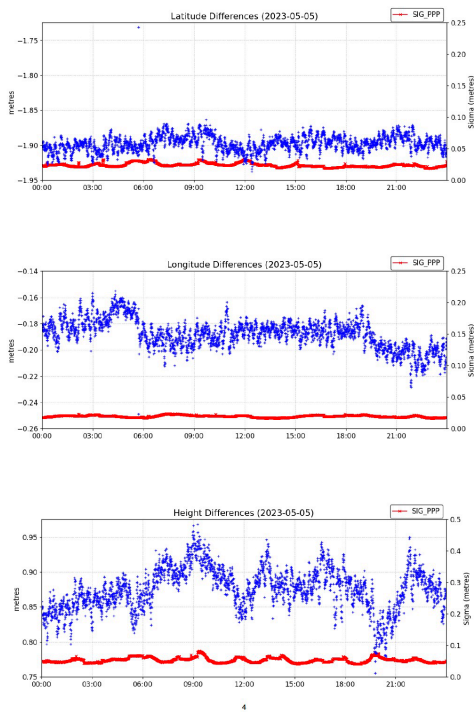 Latitude Differences (2023-05-05)
SIG_PPP
−1.75
−1.80
−1.85
−1.90
−1.95
metres
0.25
0.20
0.15
0.10
0.05
0.00
Sigma (metres)
00:00 03:00 06:00 09:00 12:00 15:00 18:00 21:00
Longitude Differences (2023-05-05)
SIG_PPP
−0.14
−0.16
−0.18
−0.20
−0.22
−0.24
−0.26
metres
0.25
0.20
0.15
0.10
0.05
0.00
Sigma (metres)
00:00 03:00 06:00 09:00 12:00 15:00 18:00 21:00
Height Differences (2023-05-05)
SIG_PPP
0.95
0.90
0.85
0.80
0.75
metres
0.5
0.4
0.3
0.2
0.1
0.0
Sigma (metres)
00:00 03:00 06:00 09:00 12:00 15:00 18:00 21:00
4